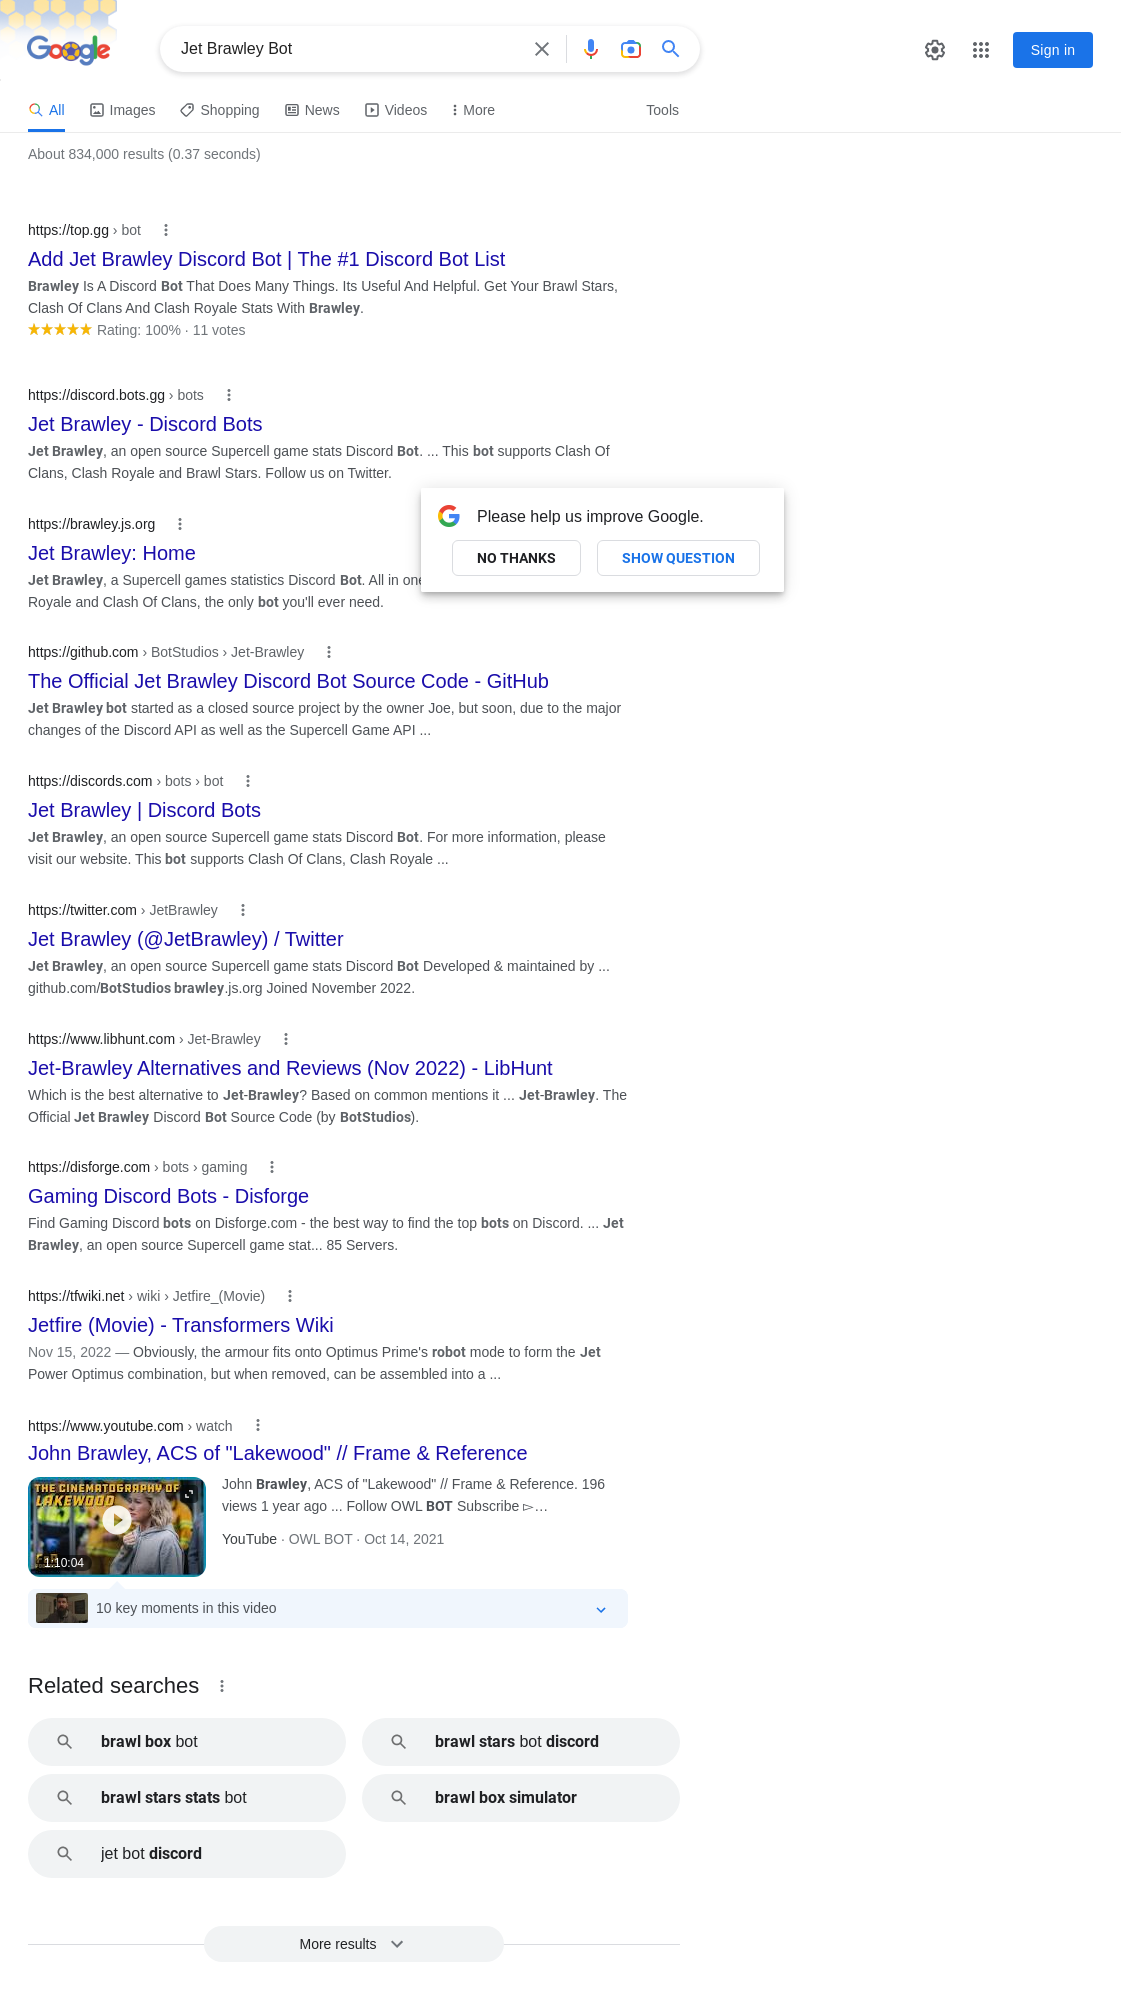 Google
Jet Brawley Bot
Sign in
All
Images
Shopping
News
Videos
More
Tools
About 834,000 results (0.37 seconds)
https://top.gg › bot
Add Jet Brawley Discord Bot | The #1 Discord Bot List
Brawley Is A Discord Bot That Does Many Things. Its Useful And Helpful. Get Your Brawl Stars,
Clash Of Clans And Clash Royale Stats With Brawley.
Rating: 100% · 11 votes
https://discord.bots.gg › bots
Jet Brawley - Discord Bots
Jet Brawley, an open source Supercell game stats Discord Bot. ... This bot supports Clash Of
Clans, Clash Royale and Brawl Stars. Follow us on Twitter.
Please help us improve Google.
NO THANKS
SHOW QUESTION
https://brawley.js.org
Jet Brawley: Home
Jet Brawley, a Supercell games statistics Discord Bot. All in one
Royale and Clash Of Clans, the only bot you'll ever need.
https://github.com › BotStudios › Jet-Brawley
The Official Jet Brawley Discord Bot Source Code - GitHub
Jet Brawley bot started as a closed source project by the owner Joe, but soon, due to the major
changes of the Discord API as well as the Supercell Game API ...
https://discords.com › bots › bot
Jet Brawley | Discord Bots
Jet Brawley, an open source Supercell game stats Discord Bot. For more information, please
visit our website. This bot supports Clash Of Clans, Clash Royale ...
https://twitter.com › JetBrawley
Jet Brawley (@JetBrawley) / Twitter
Jet Brawley, an open source Supercell game stats Discord Bot Developed & maintained by ...
github.com/BotStudios brawley.js.org Joined November 2022.
https://www.libhunt.com › Jet-Brawley
Jet-Brawley Alternatives and Reviews (Nov 2022) - LibHunt
Which is the best alternative to Jet-Brawley? Based on common mentions it ... Jet-Brawley. The
Official Jet Brawley Discord Bot Source Code (by BotStudios).
https://disforge.com › bots › gaming
Gaming Discord Bots - Disforge
Find Gaming Discord bots on Disforge.com - the best way to find the top bots on Discord. ... Jet
Brawley, an open source Supercell game stat... 85 Servers.
https://tfwiki.net › wiki › Jetfire_(Movie)
Jetfire (Movie) - Transformers Wiki
Nov 15, 2022 — Obviously, the armour fits onto Optimus Prime's robot mode to form the Jet
Power Optimus combination, but when removed, can be assembled into a ...
https://www.youtube.com › watch
John Brawley, ACS of "Lakewood" // Frame & Reference
THE CINEMATOGRAPHY OF
LAKEWOOD
1:10:04
John Brawley, ACS of "Lakewood" // Frame & Reference. 196
views 1 year ago ... Follow OWL BOT Subscribe ▻…
YouTube · OWL BOT · Oct 14, 2021
10 key moments in this video
Related searches
brawl box bot
brawl stars bot discord
brawl stars stats bot
brawl box simulator
jet bot discord
More results